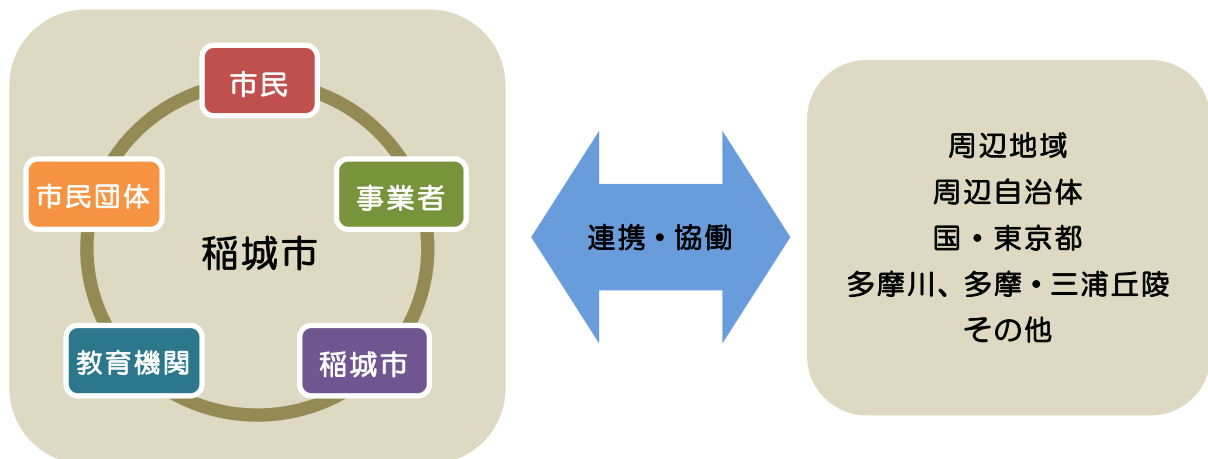 市民
市民団体
事業者
稲城市
教育機関
稲城市
連携・協働
周辺地域
周辺自治体
国・東京都
多摩川、多摩・三浦丘陵
その他